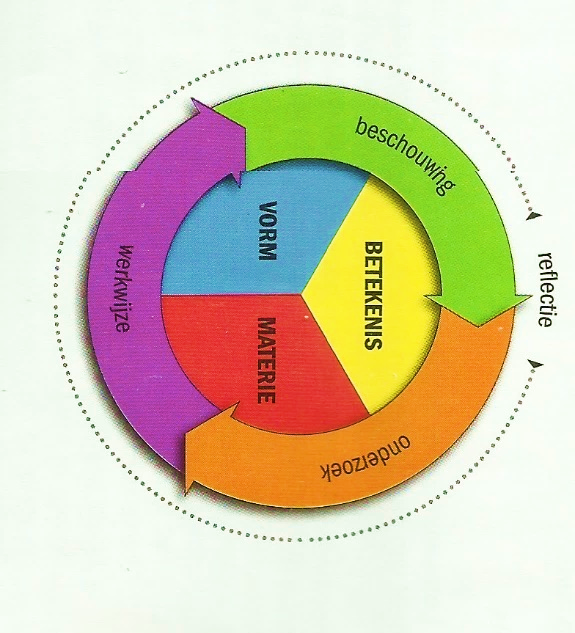 reflectie
beschouwing
onderzoek
werkwijze
BETEKENIS
VORM
MATERIE